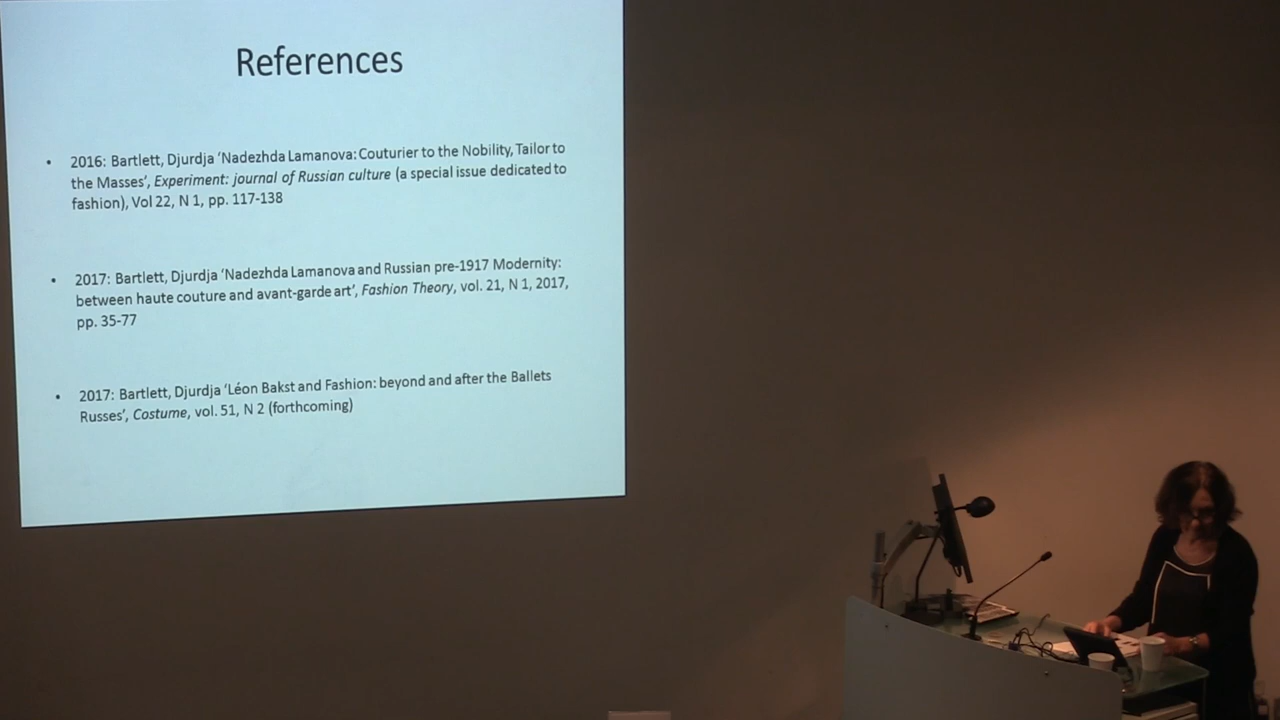 References
• 2016: Bartlett, Djurdja ‘Nadezhda Lamanova: Couturier to the Nobility, Tailor to
the Masses’, Experiment: journal of Russian culture (a special issue dedicated to
fashion), Vol 22, N 1, pp. 117-138
• 2017: Bartlett, Djurdja ‘Nadezhda Lamanova and Russian pre-1917 Modernity:
between haute couture and avant-garde art’, Fashion Theory, vol. 21, N 1, 2017,
pp. 35-77
• 2017: Bartlett, Djurdja ‘Léon Bakst and Fashion: beyond and after the Ballets
Russes’, Costume, vol. 51, N 2 (forthcoming)